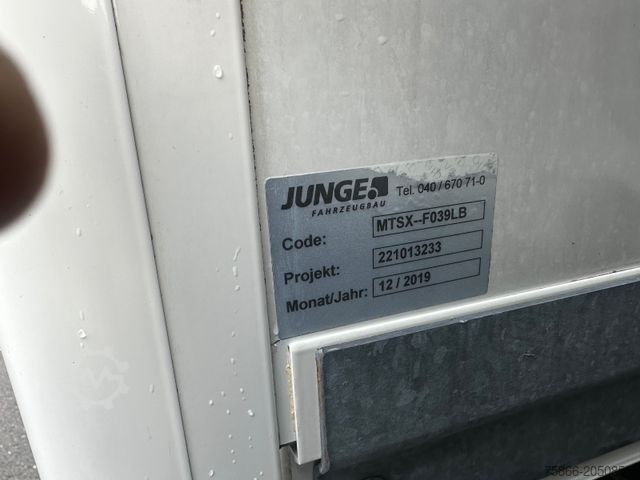 JUNGE
FAHRZEUGBAU
Tel. 040 / 670 71-0
Code: MTSX--F039LB
Projekt: 221013233
Monat/Jahr: 12 / 2019